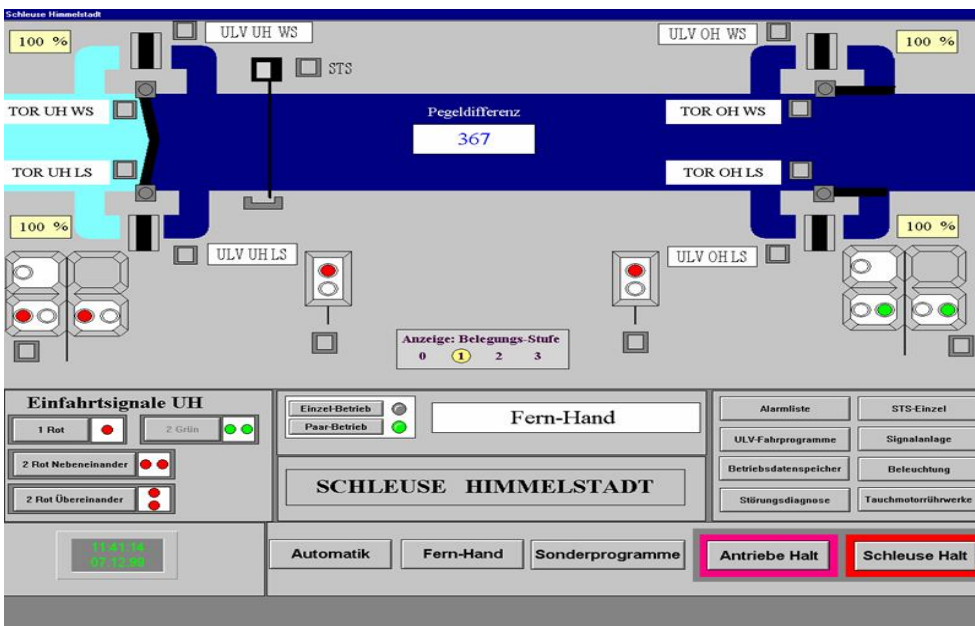 Schleuse Himmelstadt
100 %
ULV UH WS
STS
ULV OH WS
100 %
TOR UH WS
Pegeldifferenz
367
TOR OH WS
TOR UH LS
TOR OH LS
100 %
100 %
ULV UH LS
ULV OH LS
Anzeige: Belegungs-Stufe
0 1 2 3
Einfahrtsignale UH
1 Rot
2 Grün
2 Rot Nebeneinander
2 Rot Übereinander
Einzel-Betrieb
Paar-Betrieb
Fern-Hand
SCHLEUSE HIMMELSTADT
Alarmliste
STS-Einzel
ULV-Fahrprogramme
Signalanlage
Betriebsdatenspeicher
Beleuchtung
Störungsdiagnose
Tauchmotorrührwerke
11:41:14
07.12.98
Automatik
Fern-Hand
Sonderprogramme
Antriebe Halt
Schleuse Halt